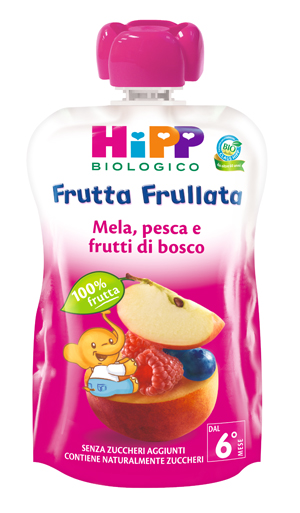 HiPP
BIOLOGICO
BIO
Frutta Frullata
Mela, pesca e
frutti di bosco
100%
frutta
SENZA ZUCCHERI AGGIUNTI
CONTIENE NATURALMENTE ZUCCHERI
DAL
6°
MESE